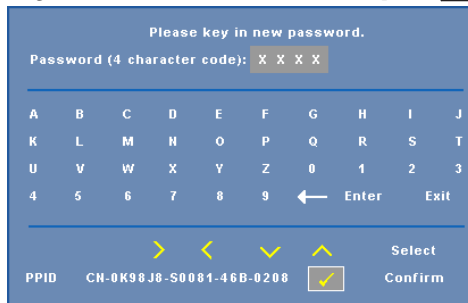 Please key in new password.
Password (4 character code): X X X X
A B C D E F G H I J
K L M N O P Q R S T
U V W X Y Z 0 1 2 3
4 5 6 7 8 9 ← Enter Exit
Select
PPID CN-0K98J8-S0081-46B-0208 ✓ Confirm